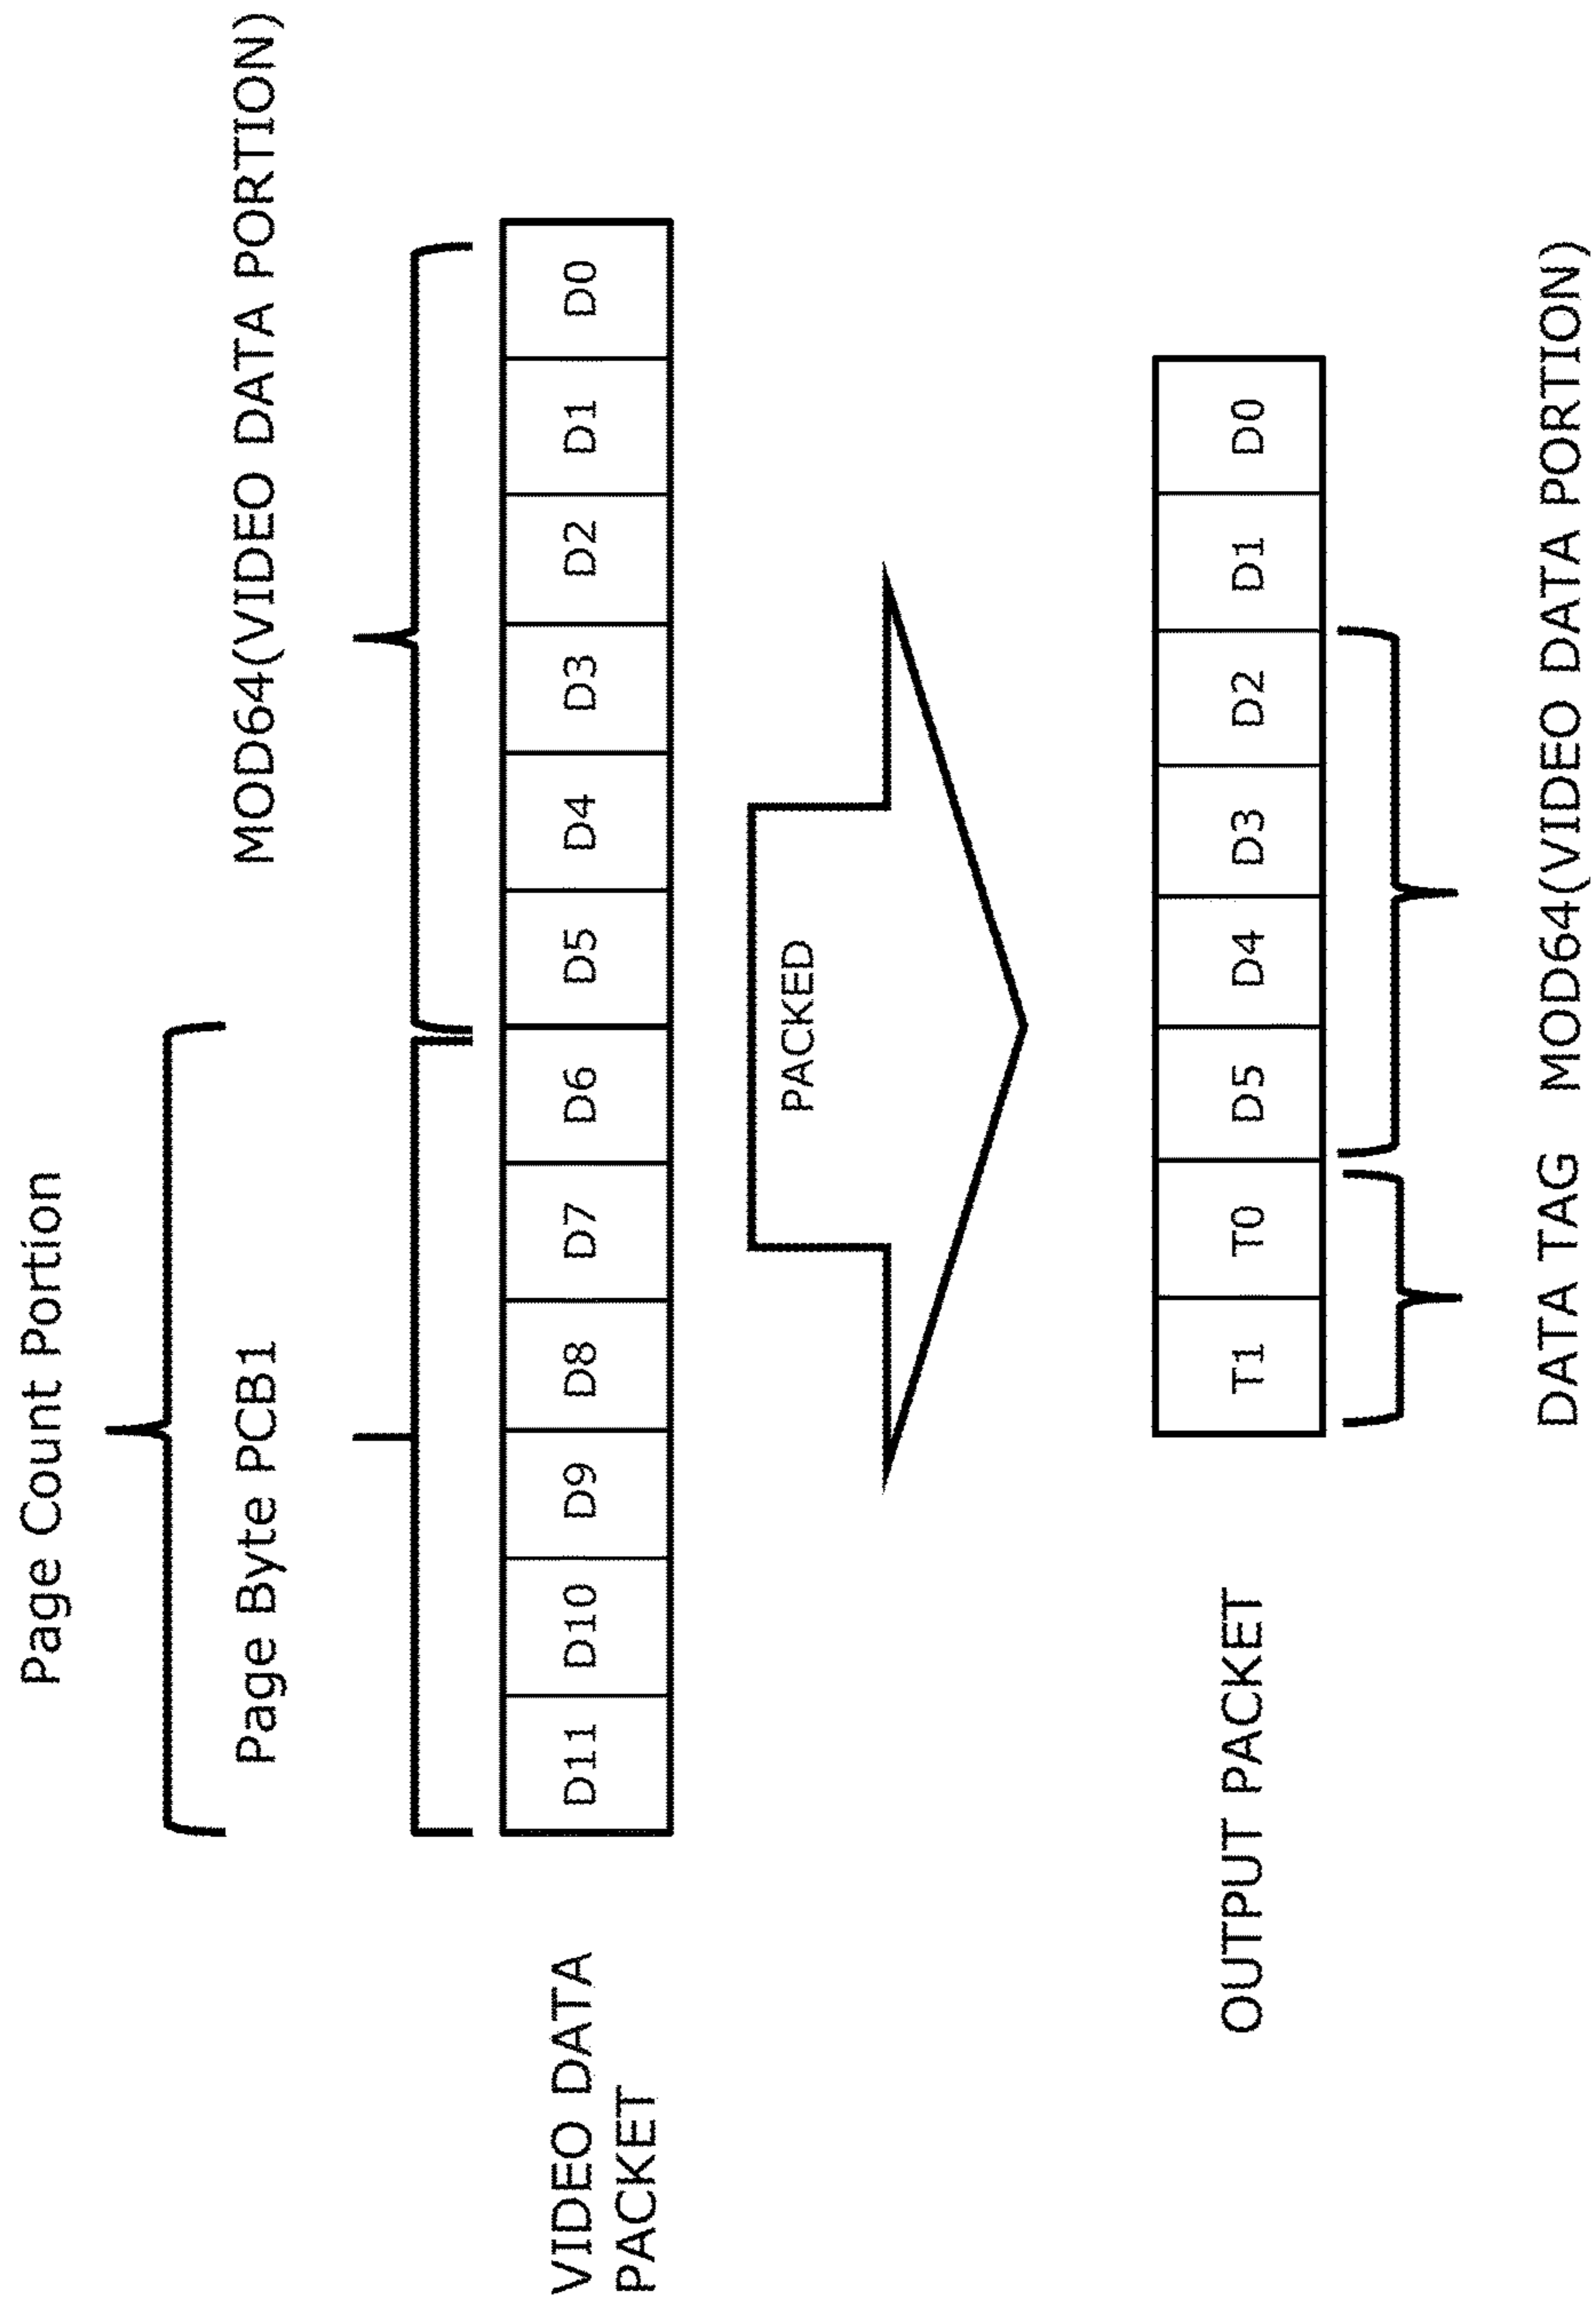 Page Count Portion
Page Byte PCB1
MOD64(VIDEO DATA PORTION)
VIDEO DATA
PACKET
D11 D10 D9 D8 D7 D6 D5 D4 D3 D2 D1 D0
PACKED
OUTPUT PACKET
T1 T0 D5 D4 D3 D2 D1 D0
DATA TAG
MOD64(VIDEO DATA PORTION)